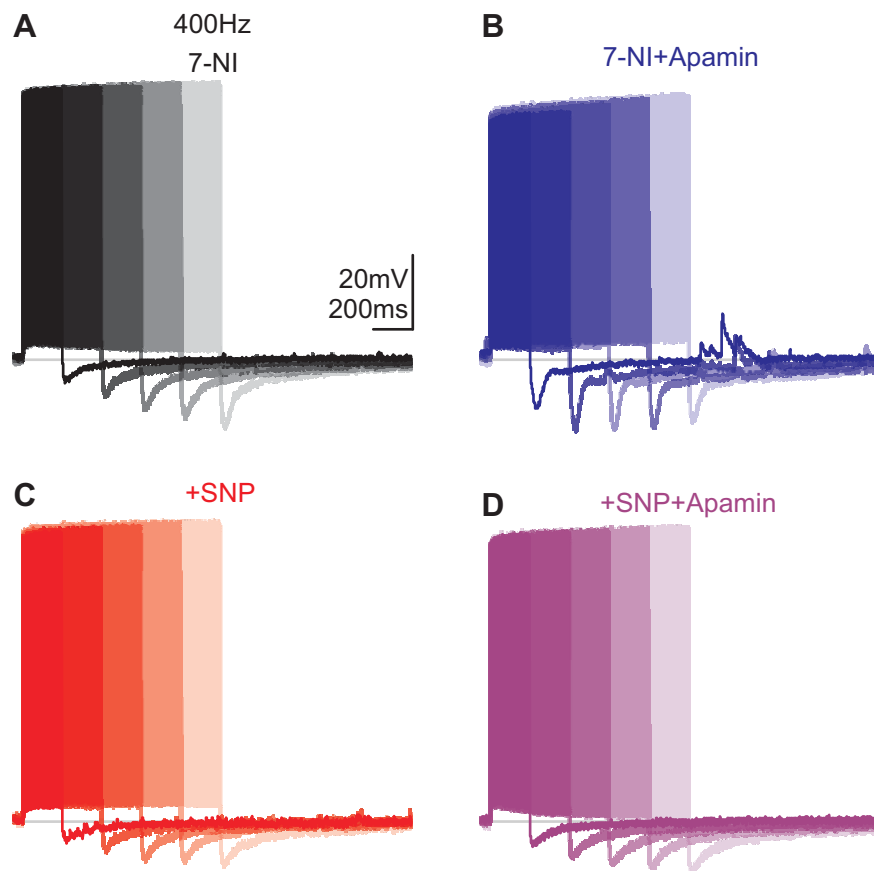 A
400Hz
7-NI
20mV
200ms
B
7-NI+Apamin
C
+SNP
D
+SNP+Apamin